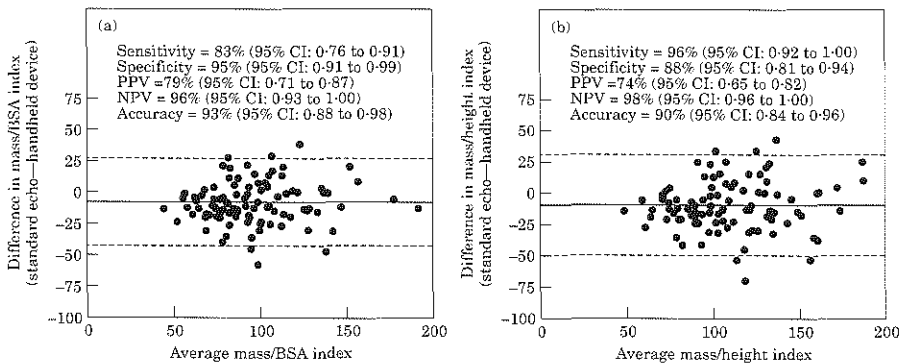 (a)
Sensitivity = 83% (95% CI: 0·76 to 0·91)
Specificity = 95% (95% CI: 0·91 to 0·99)
PPV =79% (95% CI: 0·71 to 0·87)
NPV = 96% (95% CI: 0·93 to 1·00)
Accuracy = 93% (95% CI: 0·88 to 0·98)
Difference in mass/BSA index
(standard echo—handheld device)
75
50
25
0
−25
−50
−75
−100
0
50
100
150
200
Average mass/BSA index
(b)
Sensitivity = 96% (95% CI: 0·92 to 1·00)
Specificity = 88% (95% CI: 0·81 to 0·94)
PPV =74% (95% CI: 0·65 to 0·82)
NPV = 98% (95% CI: 0·96 to 1·00)
Accuracy = 90% (95% CI: 0·84 to 0·96)
Difference in mass/height index
(standard echo—handheld device)
75
50
25
0
−25
−50
−75
−100
0
50
100
150
200
Average mass/height index